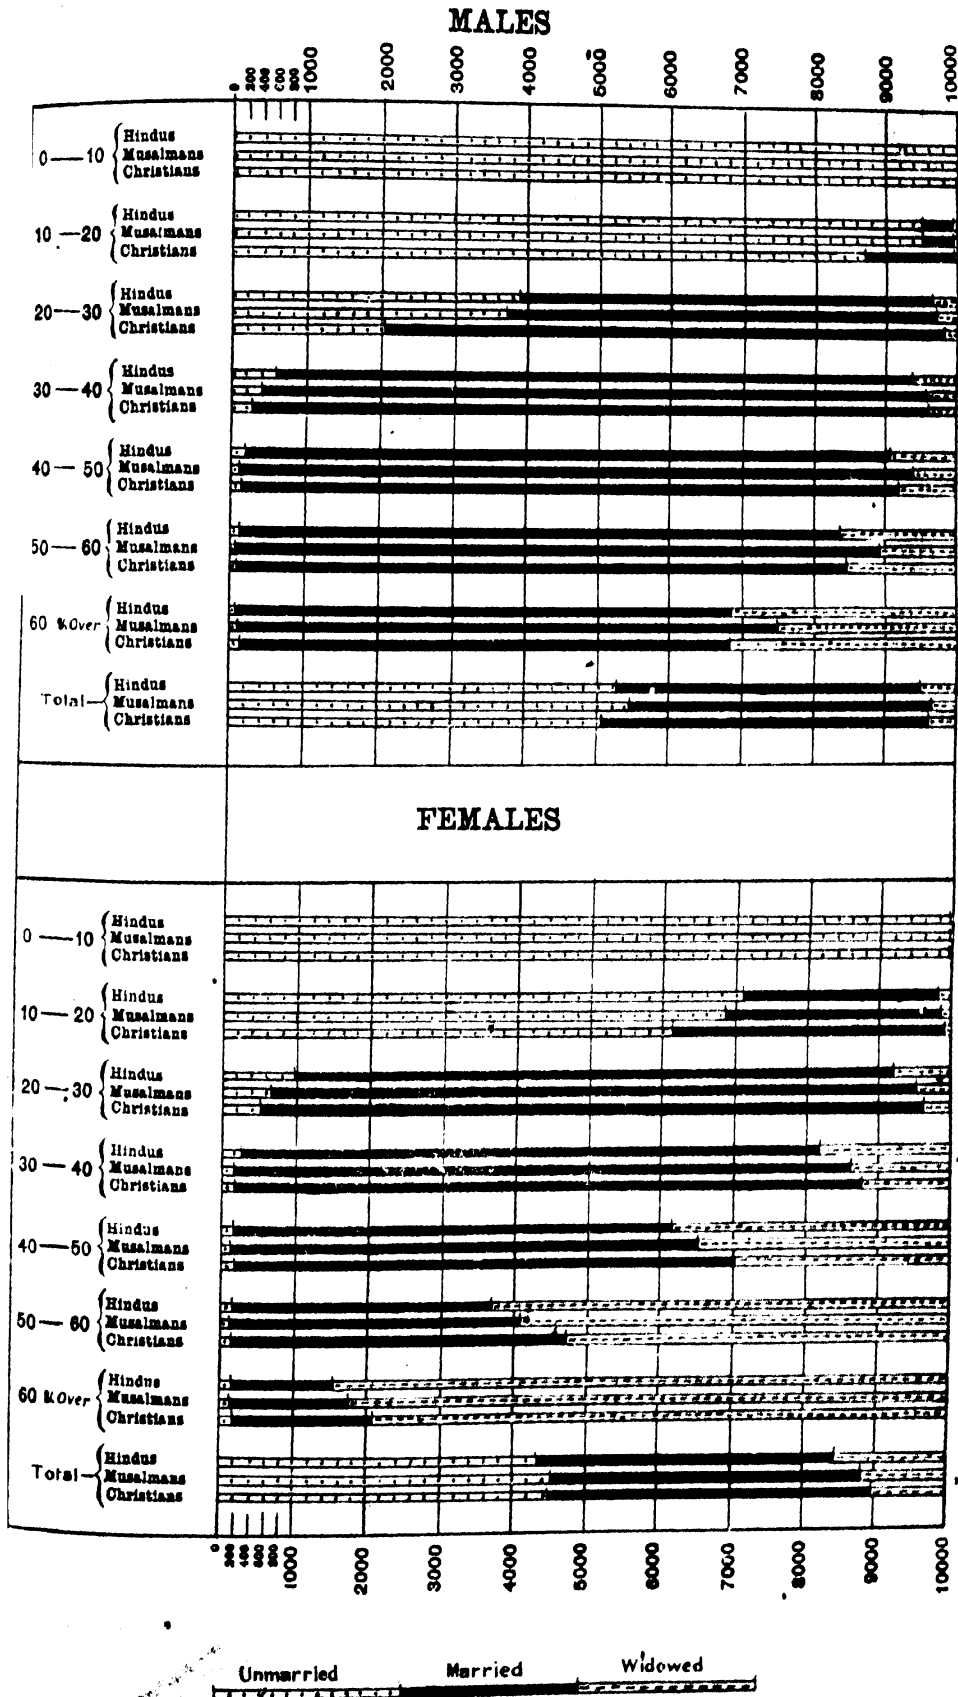 MALES
0 200 400 600 800 1000 2000 3000 4000 5000 6000 7000 8000 9000 10000
0—10 Hindus
Musalmans
Christians
10—20 Hindus
Musalmans
Christians
20—30 Hindus
Musalmans
Christians
30—40 Hindus
Musalmans
Christians
40—50 Hindus
Musalmans
Christians
50—60 Hindus
Musalmans
Christians
60 & Over Hindus
Musalmans
Christians
Total Hindus
Musalmans
Christians
FEMALES
0—10 Hindus
Musalmans
Christians
10—20 Hindus
Musalmans
Christians
20—30 Hindus
Musalmans
Christians
30—40 Hindus
Musalmans
Christians
40—50 Hindus
Musalmans
Christians
50—60 Hindus
Musalmans
Christians
60 & Over Hindus
Musalmans
Christians
Total Hindus
Musalmans
Christians
0 200 400 600 800 1000 2000 3000 4000 5000 6000 7000 8000 9000 10000
Unmarried Married Widowed